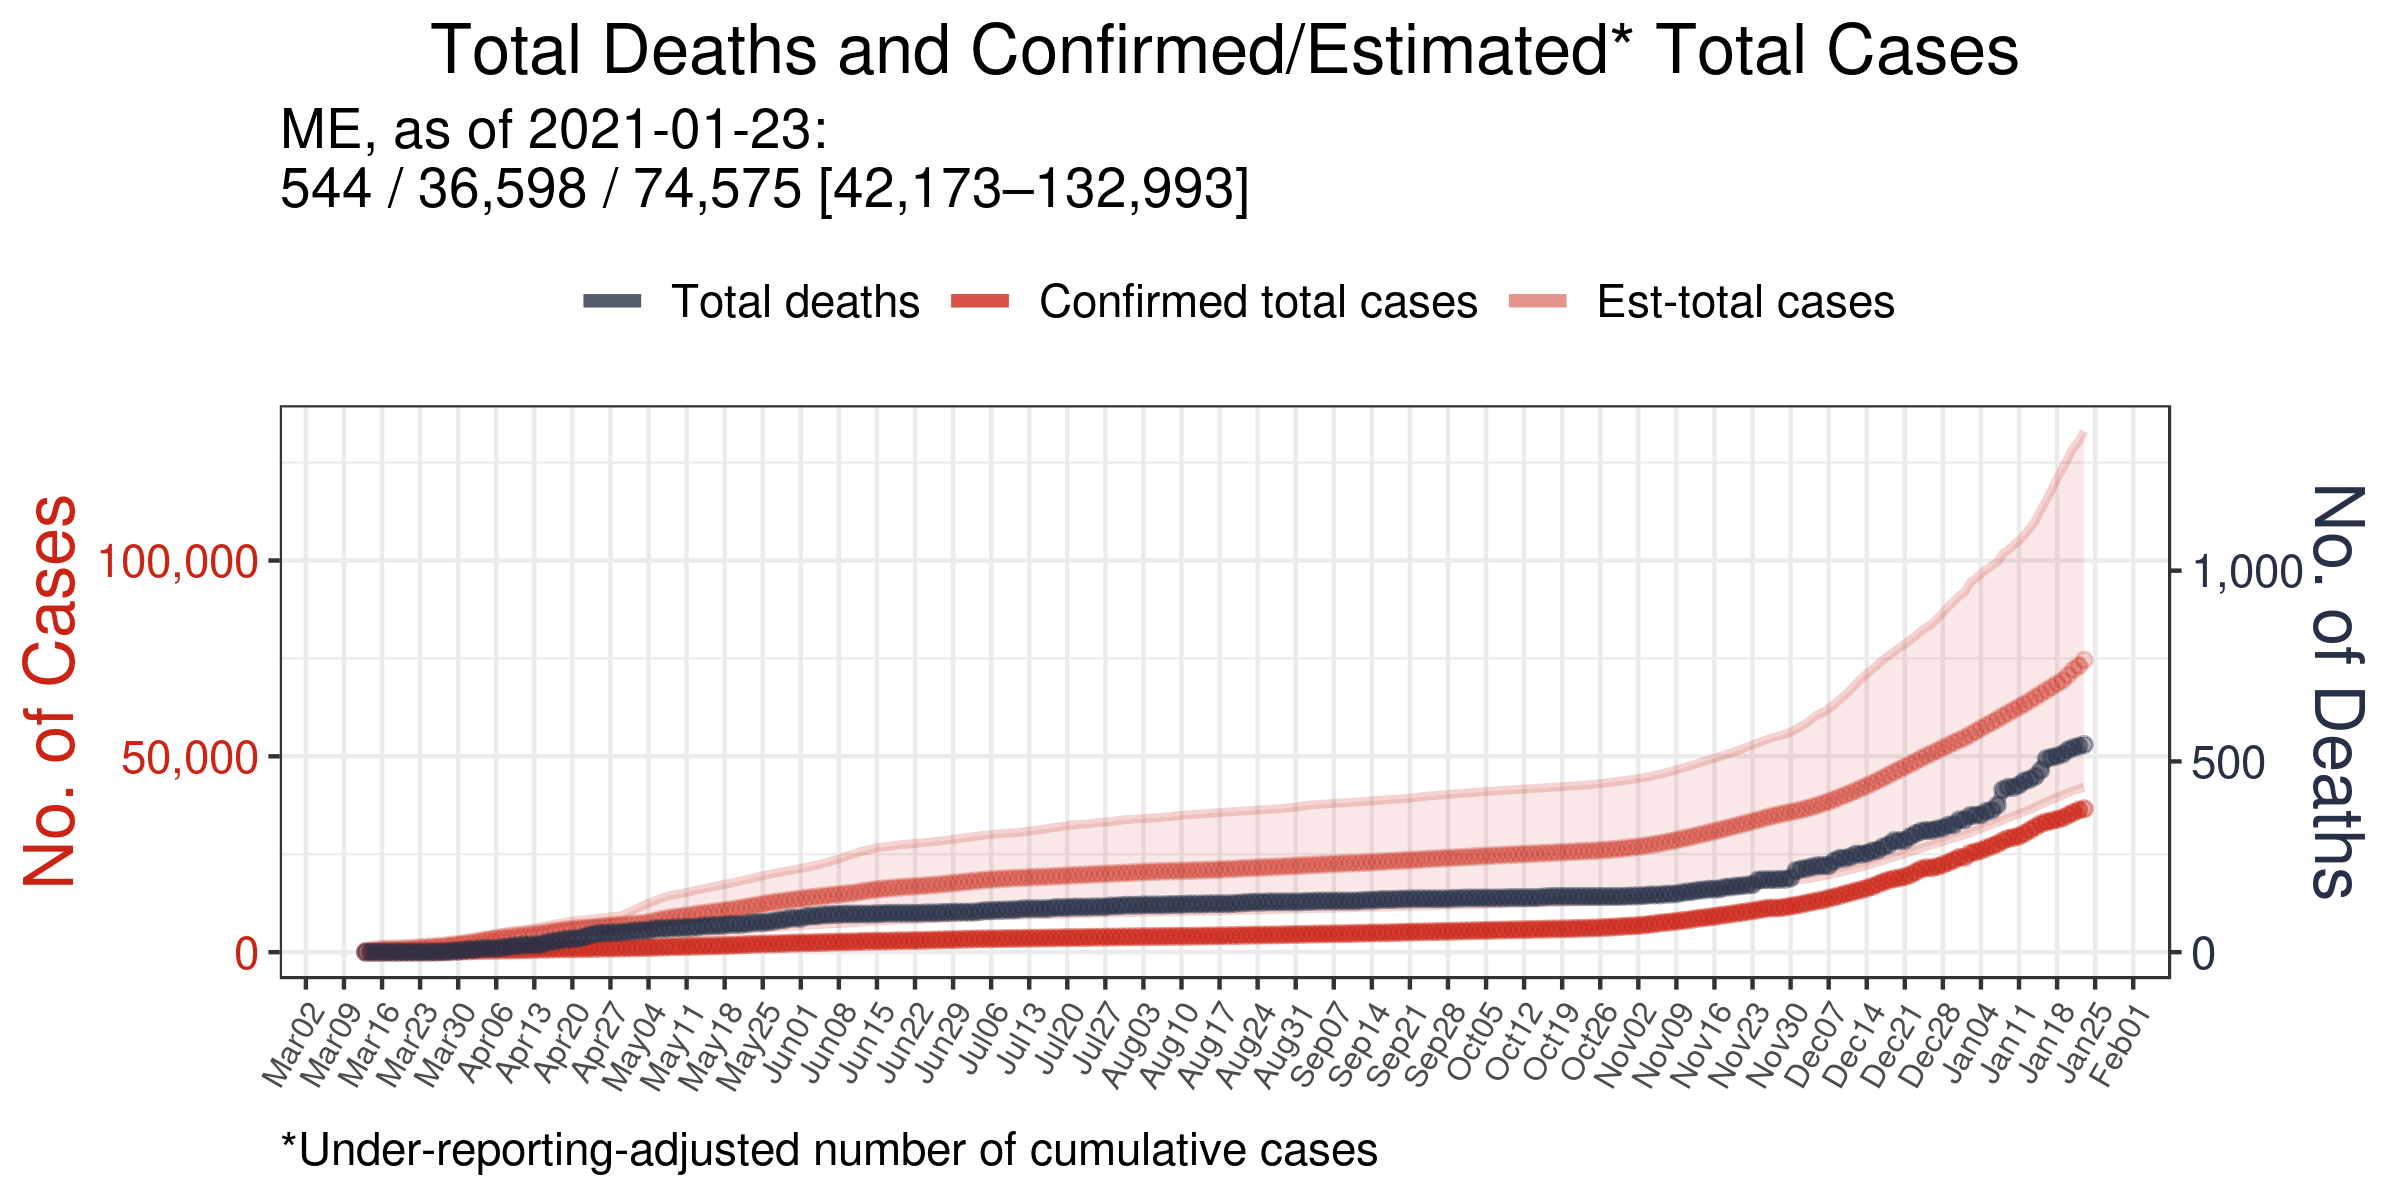 Total Deaths and Confirmed/Estimated* Total Cases
ME, as of 2021-01-23:
544 / 36,598 / 74,575 [42,173–132,993]
Total deaths
Confirmed total cases
Est-total cases
No. of Cases
100,000
50,000
0
1,000
500
0
No. of Deaths
Mar02
Mar09
Mar16
Mar23
Mar30
Apr06
Apr13
Apr20
Apr27
May04
May11
May18
May25
Jun01
Jun08
Jun15
Jun22
Jun29
Jul06
Jul13
Jul20
Jul27
Aug03
Aug10
Aug17
Aug24
Aug31
Sep07
Sep14
Sep21
Sep28
Oct05
Oct12
Oct19
Oct26
Nov02
Nov09
Nov16
Nov23
Nov30
Dec07
Dec14
Dec21
Dec28
Jan04
Jan11
Jan18
Jan25
Feb01
*Under-reporting-adjusted number of cumulative cases